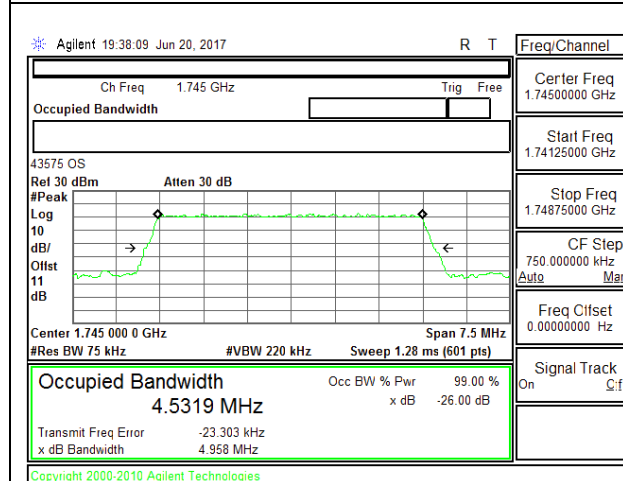 Agilent 19:38:09 Jun 20, 2017 R T
Freq/Channel
Ch Freq 1.745 GHz Trig Free
Occupied Bandwidth
Center Freq
1.74500000 GHz
Start Freq
1.74125000 GHz
Stop Freq
1.74875000 GHz
CF Step
750.000000 kHz
Auto Man
Freq Offset
0.00000000 Hz
Signal Track
On
43575 OS
Ref 30 dBm Atten 30 dB
#Peak
Log
10
dB/
Offst
11
dB
Center 1.745 000 0 GHz Span 7.5 MHz
#Res BW 75 kHz #VBW 220 kHz Sweep 1.28 ms (601 pts)
Occupied Bandwidth Occ BW % Pwr 99.00 %
4.5319 MHz x dB -26.00 dB
Transmit Freq Error -23.303 kHz
x dB Bandwidth 4.958 MHz
Copyright 2000-2010 Agilent Technologies